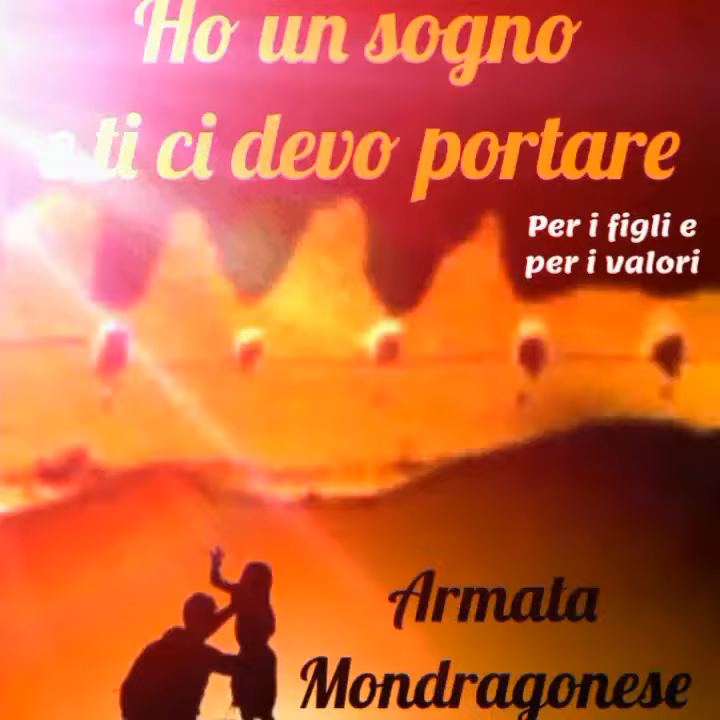 Ho un sogno
e ti ci devo portare
Per i figli e
per i valori
Armata
Mondragonese